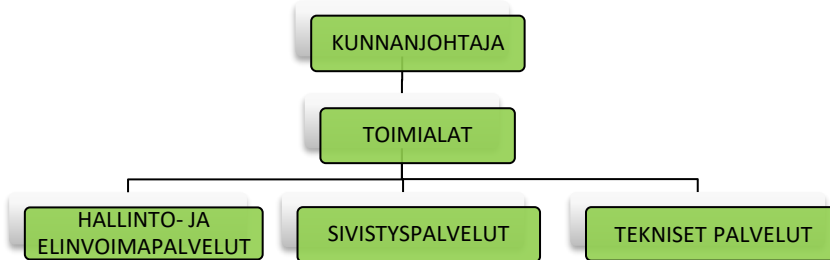 KUNNANJOHTAJA
TOIMIALAT
HALLINTO- JA
ELINVOIMAPALVELUT
SIVISTYSPALVELUT
TEKNISET PALVELUT